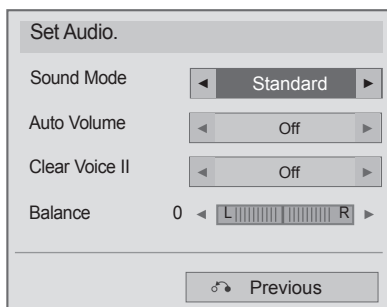 Set Audio.
Sound Mode ◄ Standard ►
Auto Volume ◄ Off ►
Clear Voice II ◄ Off ►
Balance 0 ◄ L R ►
Previous